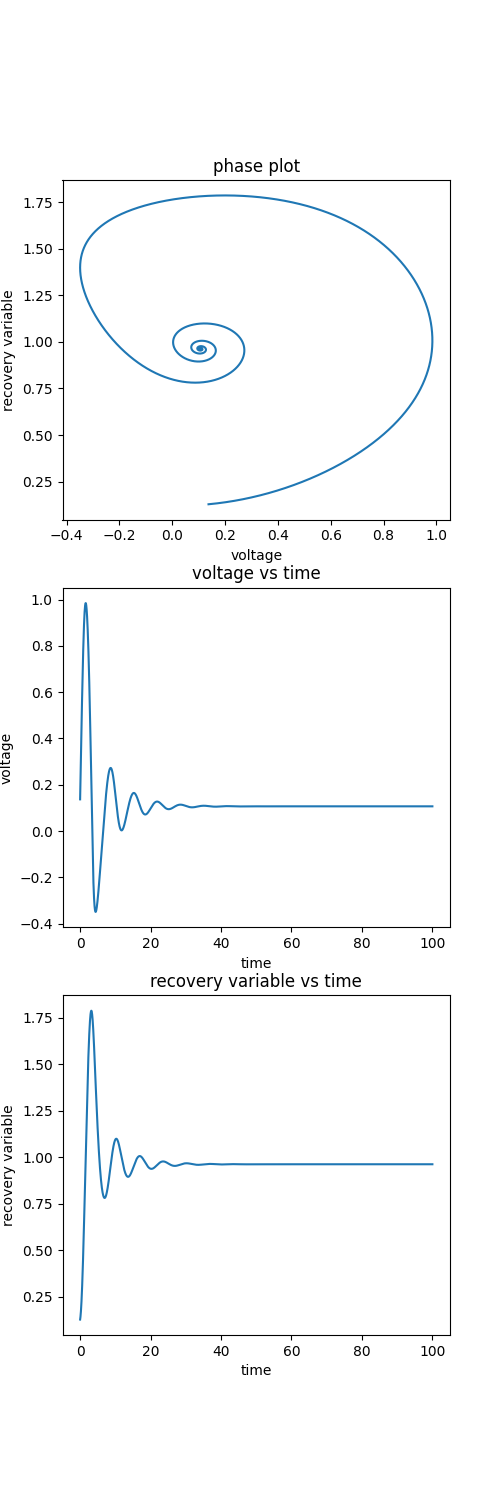 phase plot
1.75
1.50
1.25
1.00
0.75
0.50
0.25
recovery variable
−0.4 −0.2 0.0 0.2 0.4 0.6 0.8 1.0
voltage
voltage vs time
1.0
0.8
0.6
0.4
0.2
0.0
−0.2
−0.4
voltage
0 20 40 60 80 100
time
recovery variable vs time
1.75
1.50
1.25
1.00
0.75
0.50
0.25
recovery variable
0 20 40 60 80 100
time